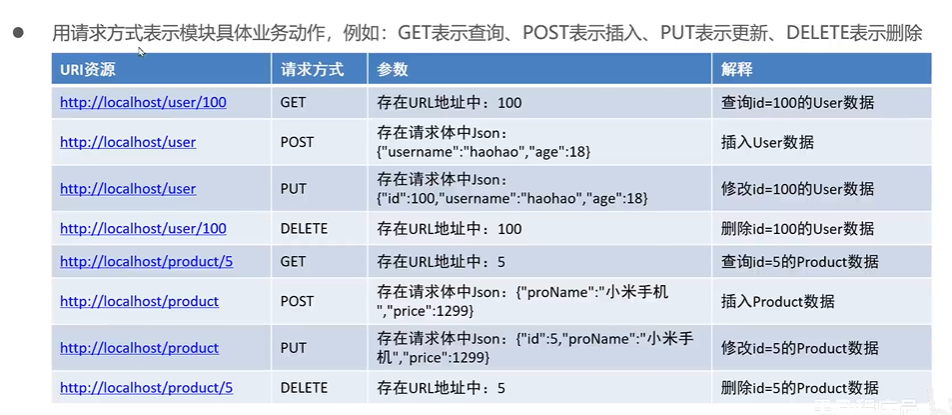 ● 用请求方式表示模块具体业务动作，例如：GET表示查询、POST表示插入、PUT表示更新、DELETE表示删除
URI资源 请求方式 参数 解释
http://localhost/user/100 GET 存在URL地址中：100 查询id=100的User数据
http://localhost/user POST 存在请求体中Json：
{"username":"haohao","age":18} 插入User数据
http://localhost/user PUT 存在请求体中Json：
{"id":100,"username":"haohao","age":18} 修改id=100的User数据
http://localhost/user/100 DELETE 存在URL地址中：100 删除id=100的User数据
http://localhost/product/5 GET 存在URL地址中：5 查询id=5的Product数据
http://localhost/product POST 存在请求体中Json：{"proName":"小米手机
","price":1299} 插入Product数据
http://localhost/product PUT 存在请求体中Json：{"id":5,"proName":"小米手
机","price":1299} 修改id=5的Product数据
http://localhost/product/5 DELETE 存在URL地址中：5 删除id=5的Product数据